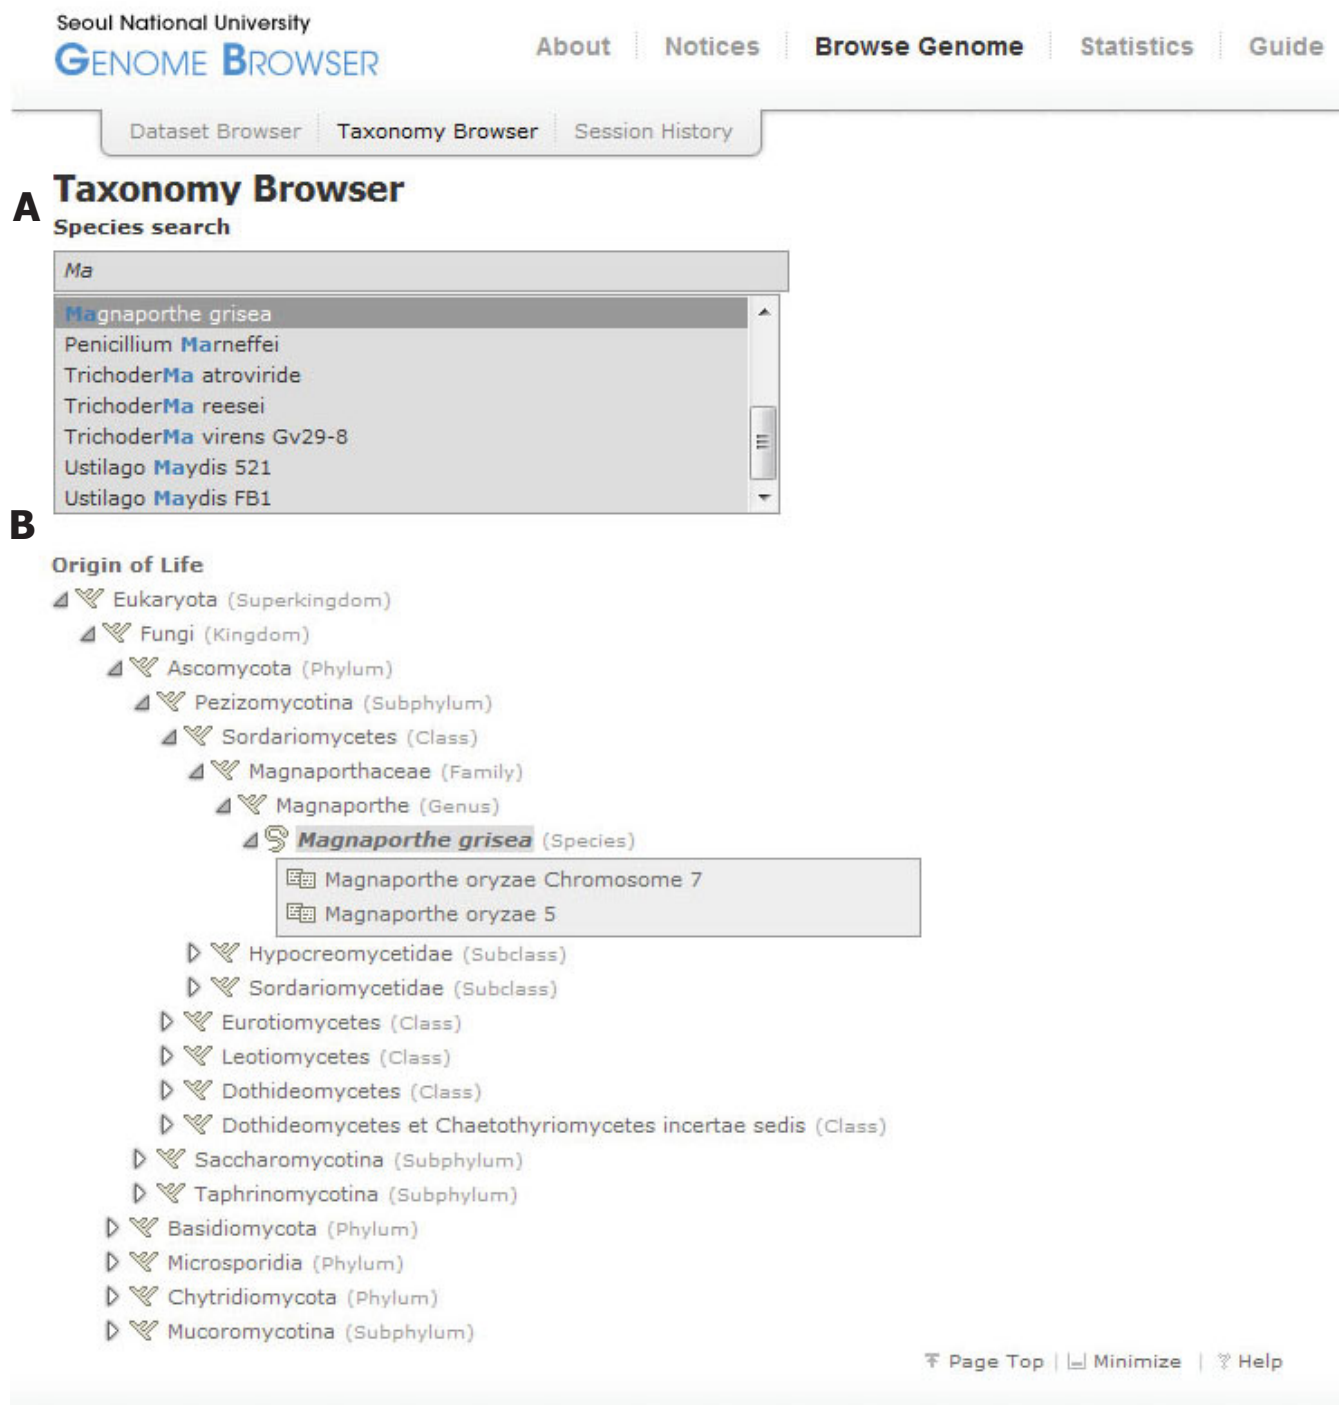 Seoul National University
GENOME BROWSER
About Notices Browse Genome Statistics Guide
Dataset Browser Taxonomy Browser Session History
A
Taxonomy Browser
Species search
Ma
Magnaporthe grisea
Penicillium Marneffei
TrichoderMa atroviride
TrichoderMa reesei
TrichoderMa virens Gv29-8
Ustilago Maydis 521
Ustilago Maydis FB1
B
Origin of Life
Eukaryota (Superkingdom)
Fungi (Kingdom)
Ascomycota (Phylum)
Pezizomycotina (Subphylum)
Sordariomycetes (Class)
Magnaporthaceae (Family)
Magnaporthe (Genus)
Magnaporthe grisea (Species)
Magnaporthe oryzae Chromosome 7
Magnaporthe oryzae 5
Hypocreomycetidae (Subclass)
Sordariomycetidae (Subclass)
Eurotiomycetes (Class)
Leotiomycetes (Class)
Dothideomycetes (Class)
Dothideomycetes et Chaetothyriomycetes incertae sedis (Class)
Saccharomycotina (Subphylum)
Taphrinomycotina (Subphylum)
Basidiomycota (Phylum)
Microsporidia (Phylum)
Chytridiomycota (Phylum)
Mucoromycotina (Subphylum)
Page Top | Minimize | Help